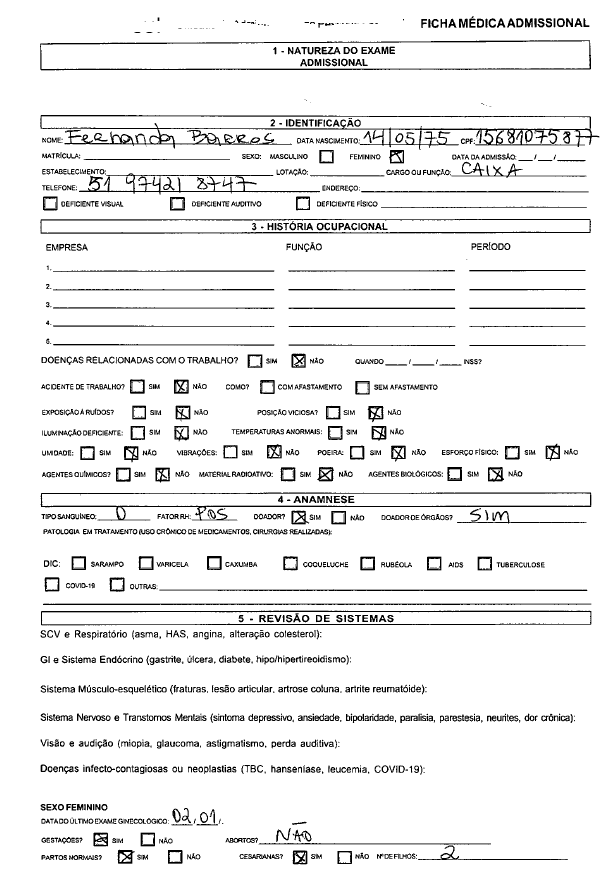 FICHA MÉDICA ADMISSIONAL
1 - NATUREZA DO EXAME
ADMISSIONAL
2 - IDENTIFICAÇÃO
NOME: Fernanda Barros DATA NASCIMENTO: 14/05/75 CPF: 15681075877
MATRÍCULA: SEXO: MASCULINO ☐ FEMININO ☒ DATA DA ADMISSÃO: __/__/__
ESTABELECIMENTO: LOTAÇÃO: CARGO OU FUNÇÃO: CAIXA
TELEFONE: 51 97421 8747 ENDEREÇO:
☐ DEFICIENTE VISUAL ☐ DEFICIENTE AUDITIVO ☐ DEFICIENTE FÍSICO
3 - HISTÓRIA OCUPACIONAL
EMPRESA FUNÇÃO PERÍODO
1.
2.
3.
4.
5.
DOENÇAS RELACIONADAS COM O TRABALHO? ☐ SIM ☒ NÃO QUANDO __/__/__ INSS?
ACIDENTE DE TRABALHO? ☐ SIM ☒ NÃO COMO? ☐ COM AFASTAMENTO ☐ SEM AFASTAMENTO
EXPOSIÇÃO À RUÍDOS? ☐ SIM ☒ NÃO POSIÇÃO VICIOSA? ☐ SIM ☒ NÃO
ILUMINAÇÃO DEFICIENTE: ☐ SIM ☒ NÃO TEMPERATURAS ANORMAIS: ☐ SIM ☒ NÃO
UMIDADE: ☐ SIM ☒ NÃO VIBRAÇÕES: ☐ SIM ☒ NÃO POEIRA: ☐ SIM ☒ NÃO ESFORÇO FÍSICO: ☐ SIM ☒ NÃO
AGENTES QUÍMICOS? ☐ SIM ☒ NÃO MATERIAL RADIOATIVO: ☐ SIM ☒ NÃO AGENTES BIOLÓGICOS: ☐ SIM ☒ NÃO
4 - ANAMNESE
TIPO SANGUÍNEO: O FATOR RH: POS DOADOR? ☒ SIM ☐ NÃO DOADOR DE ÓRGÃOS? SIM
PATOLOGIA EM TRATAMENTO (USO CRÔNICO DE MEDICAMENTOS, CIRURGIAS REALIZADAS):
DIC: ☐ SARAMPO ☐ VARICELA ☐ CAXUMBA ☐ COQUELUCHE ☐ RUBÉOLA ☐ AIDS ☐ TUBERCULOSE
☐ COVID-19 ☐ OUTRAS:
5 - REVISÃO DE SISTEMAS
SCV e Respiratório (asma, HAS, angina, alteração colesterol):
GI e Sistema Endócrino (gastrite, úlcera, diabete, hipo/hipertireoidismo):
Sistema Músculo-esquelético (fraturas, lesão articular, artrose coluna, artrite reumatóide):
Sistema Nervoso e Transtornos Mentais (sintoma depressivo, ansiedade, bipolaridade, paralisia, parestesia, neurites, dor crônica):
Visão e audição (miopia, glaucoma, astigmatismo, perda auditiva):
Doenças infecto-contagiosas ou neoplastias (TBC, hanseníase, leucemia, COVID-19):
SEXO FEMININO
DATA DO ÚLTIMO EXAME GINECOLÓGICO: 02/01/.
GESTAÇÕES? ☒ SIM ☐ NÃO ABORTOS? NÃO
PARTOS NORMAIS? ☒ SIM ☐ NÃO CESARIANAS? ☒ SIM ☐ NÃO Nº DE FILHOS: 2